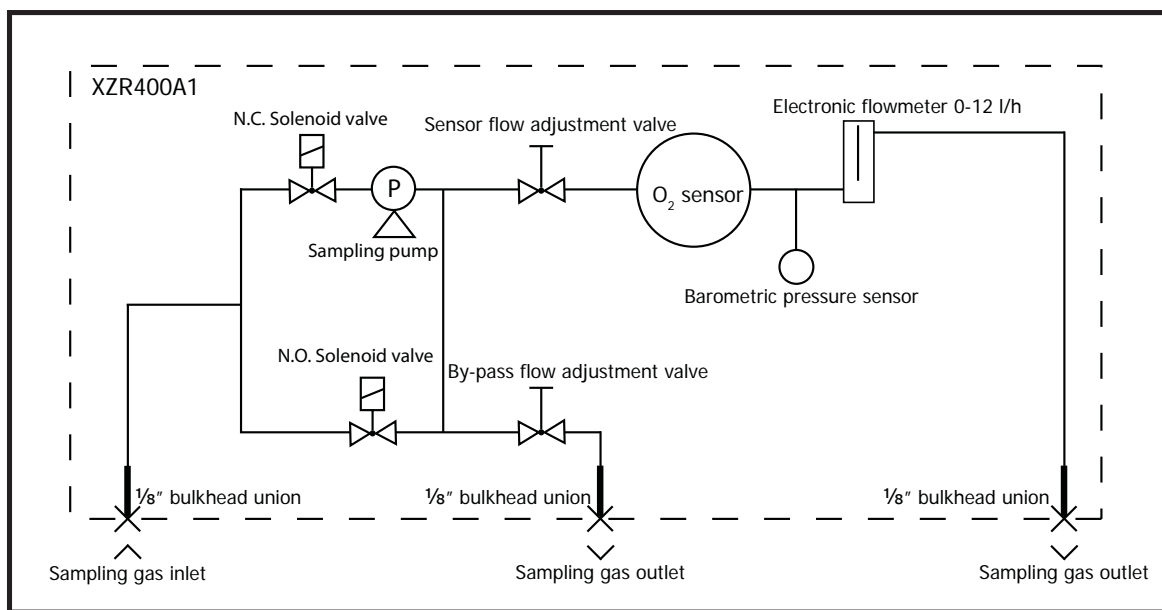 XZR400A1
Electronic flowmeter 0-12 l/h
N.C. Solenoid valve
Sensor flow adjustment valve
P
O₂ sensor
Sampling pump
Barometric pressure sensor
N.O. Solenoid valve
By-pass flow adjustment valve
⅛" bulkhead union
⅛" bulkhead union
⅛" bulkhead union
Sampling gas inlet
Sampling gas outlet
Sampling gas outlet